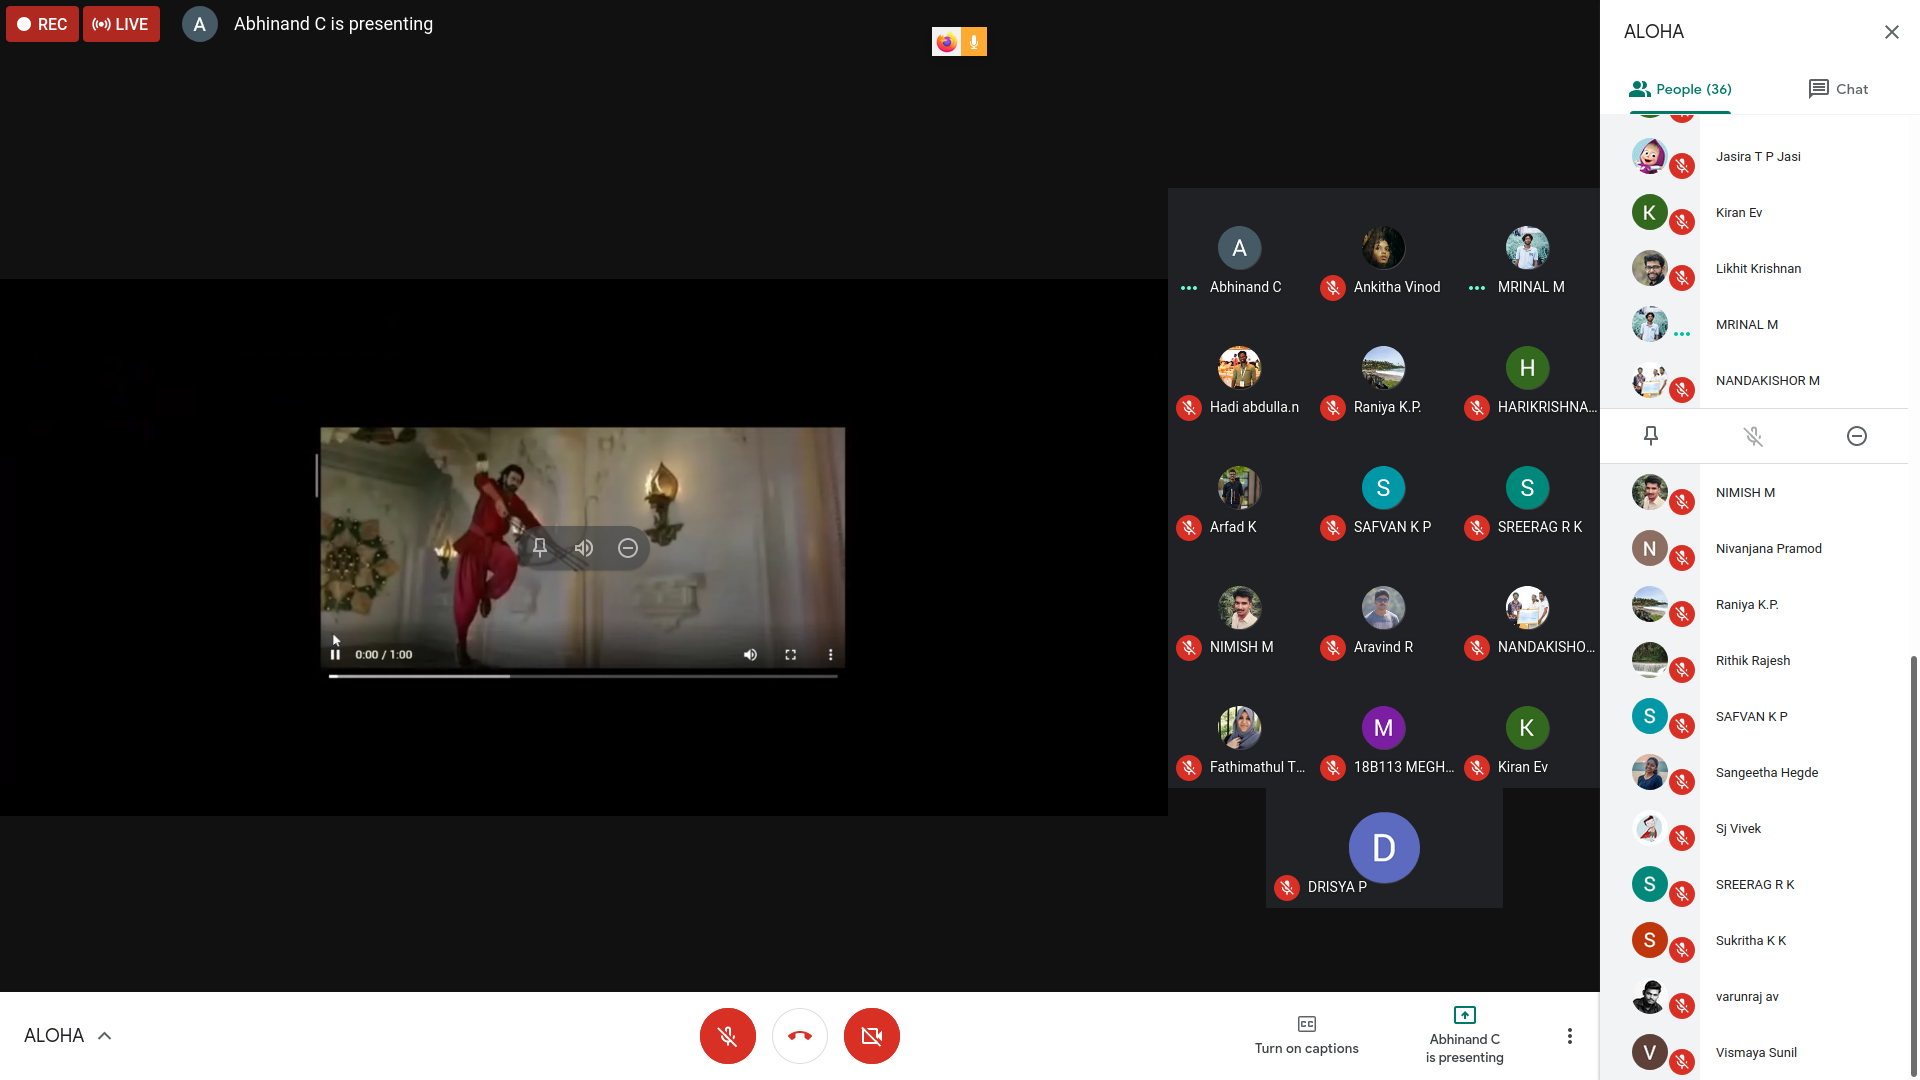 REC
LIVE
A
Abhinand C is presenting
0:00 / 1:00
A
Abhinand C
Ankitha Vinod
MRINAL M
Hadi abdulla.n
Raniya K.P.
H
HARIKRISHNA...
Arfad K
S
SAFVAN K P
S
SREERAG R K
NIMISH M
Aravind R
NANDAKISHO...
Fathimathul T...
M
18B113 MEGH...
K
Kiran Ev
D
DRISYA P
ALOHA
People (36)
Chat
Jasira T P Jasi
K
Kiran Ev
Likhit Krishnan
MRINAL M
NANDAKISHOR M
NIMISH M
N
Nivanjana Pramod
Raniya K.P.
Rithik Rajesh
S
SAFVAN K P
Sangeetha Hegde
Sj Vivek
S
SREERAG R K
S
Sukritha K K
varunraj av
V
Vismaya Sunil
ALOHA
CC
Turn on captions
Abhinand C
is presenting